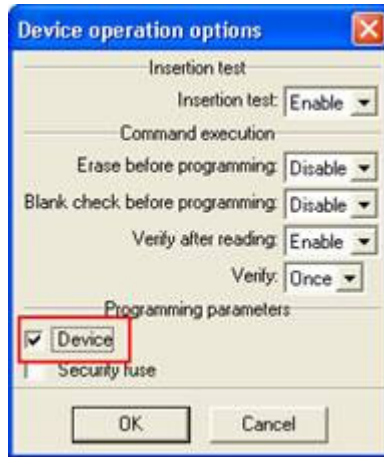 Device operation options
Insertion test
Insertion test: Enable
Command execution
Erase before programming: Disable
Blank check before programming: Disable
Verify after reading: Enable
Verify: Once
Programming parameters
Device
Security fuse
OK Cancel